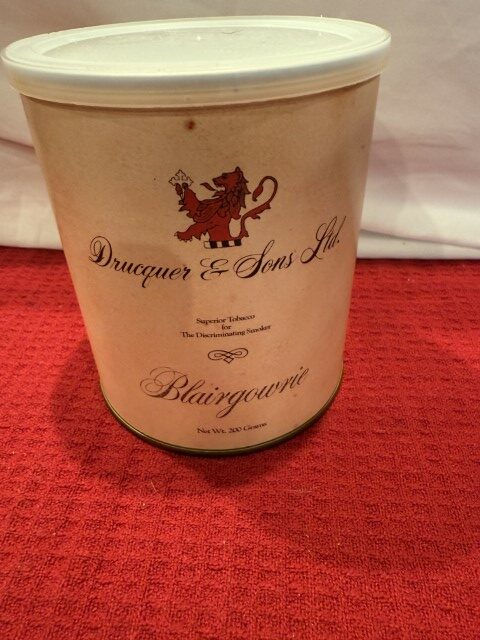 Drucquer & Sons Ltd.
Superior Tobacco
for
The Discriminating Smoker
Blairgowrie
Net Wt. 200 Grams